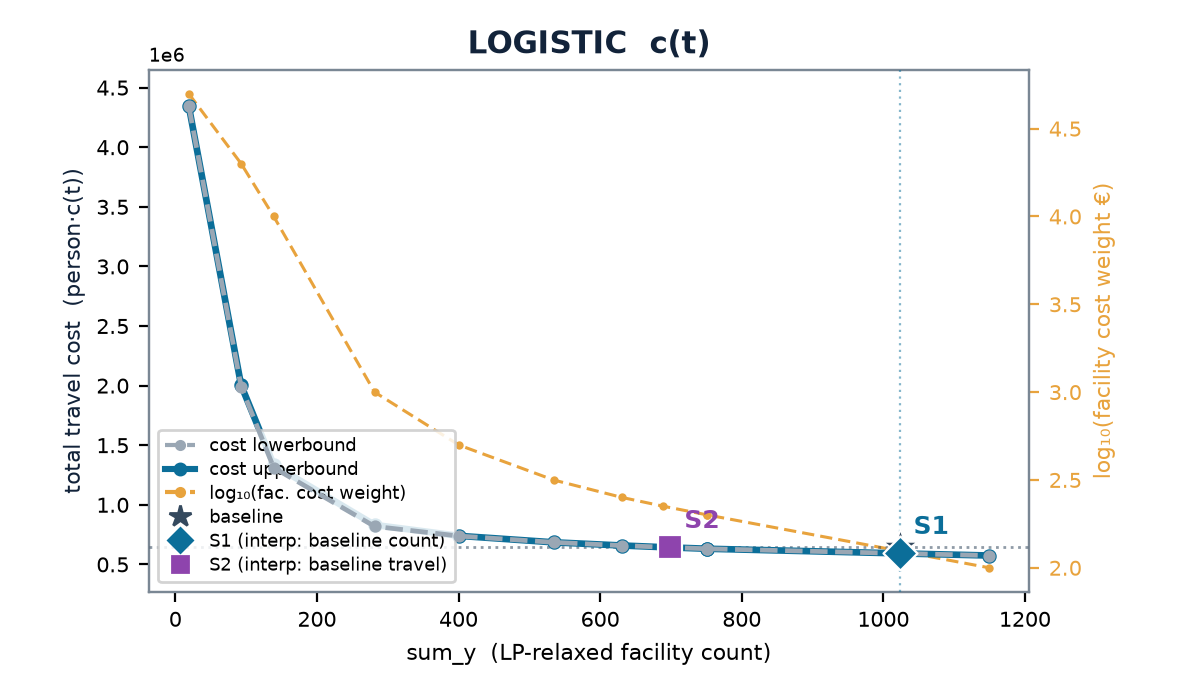 LOGISTIC c(t)
1e6
4.5
4.0
3.5
3.0
2.5
2.0
1.5
1.0
0.5
total travel cost (person·c(t))
4.5
4.0
3.5
3.0
2.5
2.0
log₁₀(facility cost weight €)
S2
S1
cost lowerbound
cost upperbound
log₁₀(fac. cost weight)
baseline
S1 (interp: baseline count)
S2 (interp: baseline travel)
0 200 400 600 800 1000 1200
sum_y (LP-relaxed facility count)